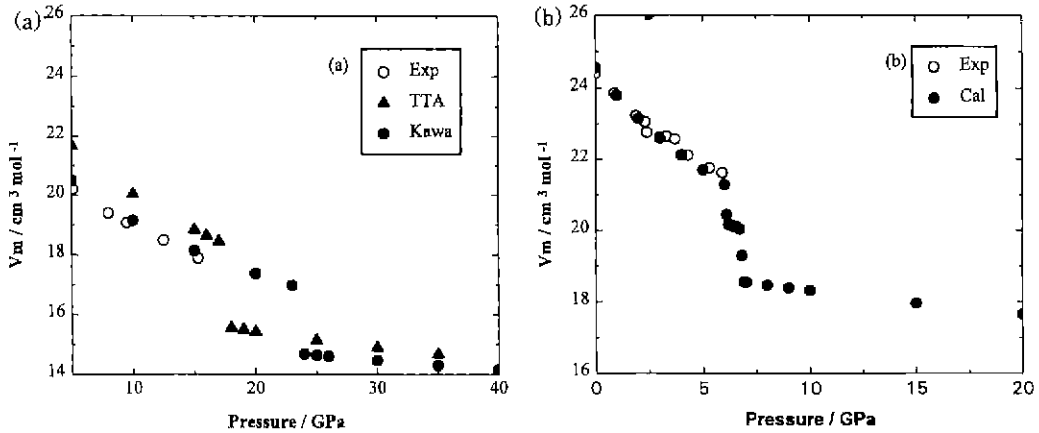 (a)
26
24
22
20
18
16
14
10
20
30
40
Vm / cm 3 mol -1
Pressure / GPa
(a)
Exp
TTA
Kawa
(b)
26
24
22
20
18
16
0
5
10
15
20
Vm / cm 3 mol -1
Pressure / GPa
(b)
Exp
Cal